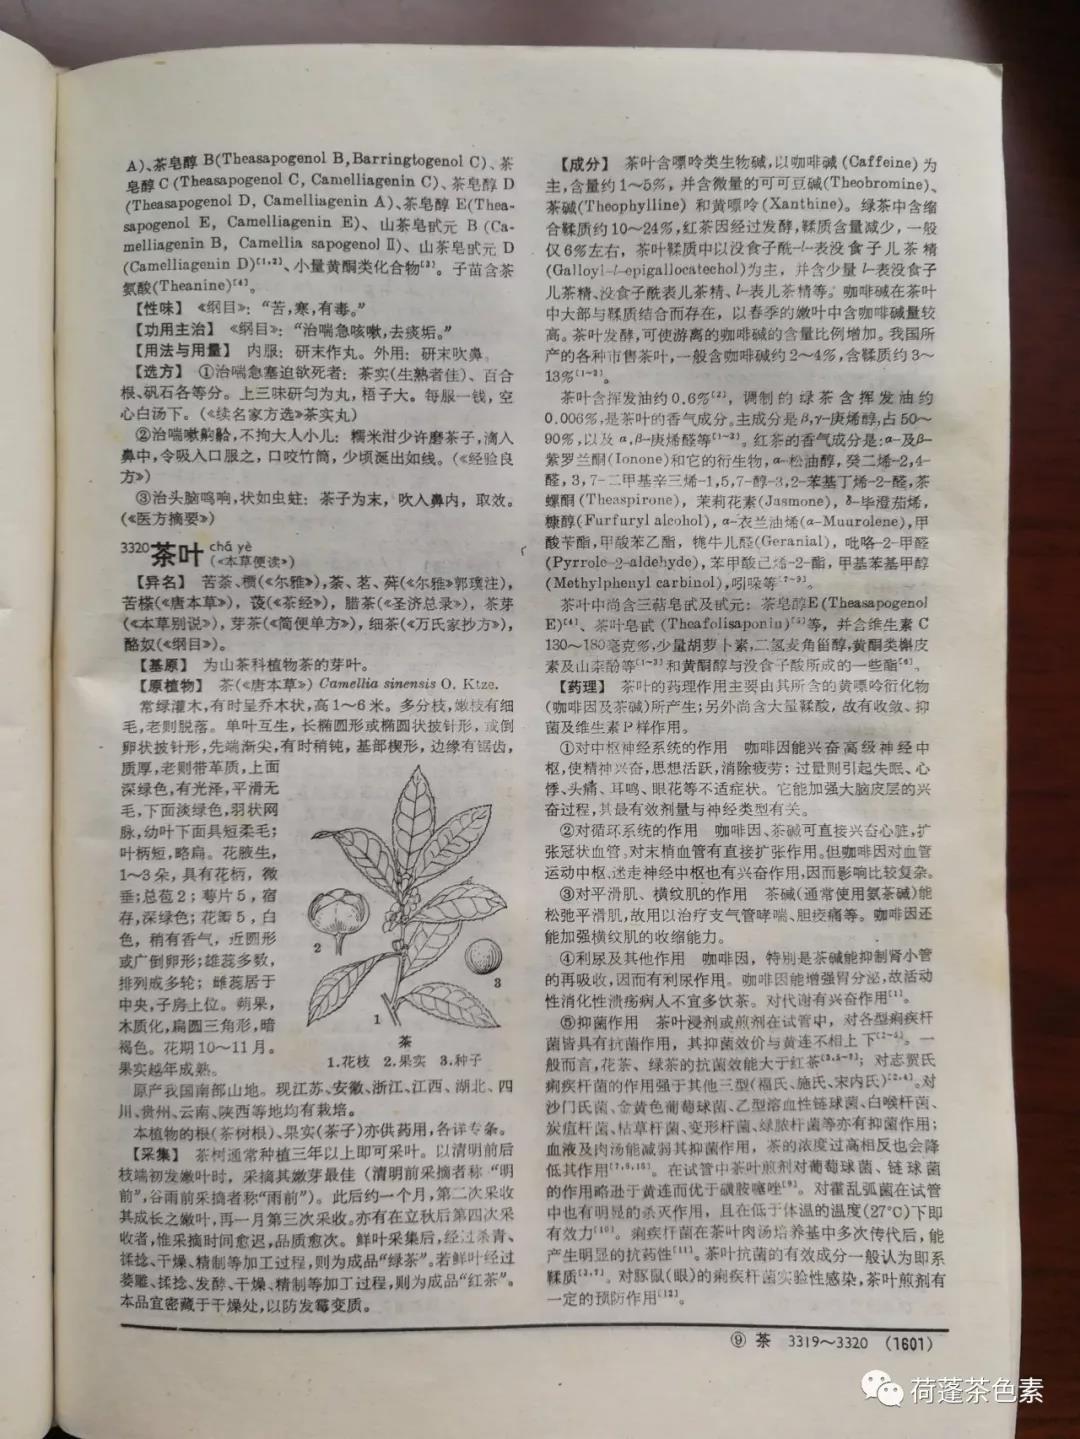 A)、茶皂醇 B(Theasapogenol B,Barringtogenol C)、茶
皂醇 C (Theasapogenol C, Camelliagenin C)、茶皂醇 D
(Theasapogenol D, Camelliagenin A)、茶皂醇 E(Thea-
sapogenol E, Camelliagenin E)、山茶皂甙元 B (Ca-
melliagenin B, Camellia sapogenol Ⅱ)、山茶皂甙元 D
(Camelliagenin D)〔1,2〕、小量黄酮类化合物〔3〕。子苗含茶
氨酸(Theanine)〔4〕。
【性味】《纲目》：“苦,寒,有毒。”
【功用主治】《纲目》：“治喘急咳嗽,去痰垢。”
【用法与用量】 内服：研末作丸。外用：研末吹鼻。
【选方】 ①治喘急塞迫欲死者：茶实(生熟者佳)、百合
根、矾石各等分。上三味研匀为丸，梧子大。每服一钱，空
心白汤下。(《续名家方选》茶实丸)
②治喘嗽齁䶎,不拘大人小儿：糯米泔少许磨茶子，滴入
鼻中,令吸入口服之，口咬竹筒，少顷涎出如线。(《经验良
方》)
③治头脑鸣响,状如虫蛀：茶子为末，吹入鼻内，取效。
(《医方摘要》)
3320 茶叶 chá yè
(《本草便读》)
【异名】 苦荼、槚(《尔雅》),荼、茗、荈(《尔雅》郭璞注),
苦𣗪(《唐本草》)，蔎(《茶经》)，腊茶(《圣济总录》)，茶芽
(《本草别说》)，芽茶(《简便单方》)，细茶(《万氏家抄方》)，
酪奴(《纲目》)。
【基原】 为山茶科植物茶的芽叶。
【原植物】 茶(《唐本草》) Camellia sinensis O. Ktze.
常绿灌木,有时呈乔木状,高1～6米。多分枝,嫩枝有细
毛,老则脱落。单叶互生，长椭圆形或椭圆状披针形，或倒
卵状披针形,先端渐尖,有时稍钝，基部楔形，边缘有锯齿，
质厚,老则带革质,上面
深绿色,有光泽,平滑无
毛,下面淡绿色,羽状网
脉,幼叶下面具短柔毛；
叶柄短,略扁。花腋生，
1～3朵，具有花柄，微
垂；总苞2；萼片5，宿
存,深绿色；花瓣5，白
色，稍有香气，近圆形
或广倒卵形；雄蕊多数，
排列成多轮；雌蕊居于
中央,子房上位。蒴果，
木质化,扁圆三角形,暗
褐色。花期10～11月。
果实越年成熟。
2
3
1
茶
1.花枝 2.果实 3.种子
原产我国南部山地。现江苏、安徽、浙江、江西、湖北、四
川、贵州、云南、陕西等地均有栽培。
本植物的根(茶树根)、果实(茶子)亦供药用,各详专条。
【采集】 茶树通常种植三年以上即可采叶。以清明前后
枝端初发嫩叶时，采摘其嫩芽最佳（清明前采摘者称“明
前”,谷雨前采摘者称“雨前”)。此后约一个月,第二次采收
其成长之嫩叶,再一月第三次采收。亦有在立秋后第四次采
收者,惟采摘时间愈迟,品质愈次。鲜叶采集后,经过杀青、
揉捻、干燥、精制等加工过程，则为成品“绿茶”。若鲜叶经过
萎雕、揉捻、发酵、干燥、精制等加工过程，则为成品“红茶”。
本品宜密藏于干燥处,以防发霉变质。
【成分】 茶叶含嘌呤类生物碱,以咖啡碱(Caffeine)为
主,含量约1～5%，并含微量的可可豆碱(Theobromine)、
茶碱(Theophylline) 和黄嘌呤(Xanthine)。绿茶中含缩
合鞣质约10～24%,红茶因经过发酵,鞣质含量减少，一般
仅6%左右，茶叶鞣质中以没食子酰-l-表没食子儿茶精
(Galloyl-l-epigallocatechol)为主，并含少量 l-表没食子
儿茶精、没食子酰表儿茶精、l-表儿茶精等。咖啡碱在茶叶
中大部与鞣质结合而存在，以春季的嫩叶中含咖啡碱量较
高。茶叶发酵,可使游离的咖啡碱的含量比例增加。我国所
产的各种市售茶叶,一般含咖啡碱约2～4%,含鞣质约3～
13%〔1-2〕。
茶叶含挥发油约0.6%〔2〕，调制的绿茶含挥发油约
0.006%,是茶叶的香气成分。主成分是β,γ-庚烯醇,占50～
90%,以及α,β-庚烯醛等〔1-3〕。红茶的香气成分是:α-及β-
紫罗兰酮(Ionone)和它的衍生物,α-松油醇，癸二烯-2,4-
醛，3,7-二甲基辛三烯-1,5,7-醇-3,2-苯基丁烯-2-醛,茶
螺酮(Theaspirone)，茉莉花素(Jasmone)，δ-毕澄茄烯,
糠醇(Furfuryl alcohol)，α-衣兰油烯(α-Muurolene),甲
酸苄酯,甲酸苯乙酯，牻牛儿醛(Geranial)，吡咯-2-甲醛
(Pyrrole-2-aldehyde)，苯甲酸己烯-2-酯，甲基苯基甲醇
(Methylphenyl carbinol),吲哚等〔7-9〕。
茶叶中尚含三萜皂甙及甙元：茶皂醇E(Theasapogenol
E)〔4〕、茶叶皂甙 (Theafolisaponin)〔5〕等，并含维生素 C
130～180毫克%,少量胡萝卜素,二氢麦角甾醇,黄酮类槲皮
素及山柰酚等〔1-3〕和黄酮醇与没食子酸所成的一些酯〔6〕。
【药理】 茶叶的药理作用主要由其所含的黄嘌呤衍化物
(咖啡因及茶碱)所产生；另外尚含大量鞣酸，故有收敛、抑
菌及维生素P样作用。
①对中枢神经系统的作用 咖啡因能兴奋高级神经中
枢,使精神兴奋,思想活跃,消除疲劳；过量则引起失眠、心
悸、头痛、耳鸣、眼花等不适症状。它能加强大脑皮层的兴
奋过程,其最有效剂量与神经类型有关。
②对循环系统的作用 咖啡因、茶碱可直接兴奋心脏,扩
张冠状血管,对末梢血管有直接扩张作用。但咖啡因对血管
运动中枢、迷走神经中枢也有兴奋作用,因而影响比较复杂。
③对平滑肌、横纹肌的作用 茶碱(通常使用氨茶碱)能
松弛平滑肌,故用以治疗支气管哮喘、胆绞痛等。咖啡因还
能加强横纹肌的收缩能力。
④利尿及其他作用 咖啡因，特别是茶碱能抑制肾小管
的再吸收,因而有利尿作用。咖啡因能增强胃分泌,故活动
性消化性溃疡病人不宜多饮茶。对代谢有兴奋作用〔1〕。
⑤抑菌作用 茶叶浸剂或煎剂在试管中，对各型痢疾杆
菌皆具有抗菌作用，其抑菌效价与黄连不相上下〔2-6〕。一
般而言,花茶、绿茶的抗菌效能大于红茶〔3,5-7〕；对志贺氏
痢疾杆菌的作用强于其他三型(福氏、施氏、宋内氏)〔2,4〕。对
沙门氏菌、金黄色葡萄球菌、乙型溶血性链球菌、白喉杆菌、
炭疽杆菌、枯草杆菌、变形杆菌、绿脓杆菌等亦有抑菌作用；
血液及肉汤能减弱其抑菌作用，茶的浓度过高相反也会降
低其作用〔7,8,10〕。在试管中茶叶煎剂对葡萄球菌、链球菌
的作用略逊于黄连而优于磺胺噻唑〔9〕。对霍乱弧菌在试管
中也有明显的杀灭作用，且在低于体温的温度(27°C)下即
有效力〔10〕。痢疾杆菌在茶叶肉汤培养基中多次传代后，能
产生明显的抗药性〔11〕。茶叶抗菌的有效成分一般认为即系
鞣质〔3,7〕。对豚鼠(眼)的痢疾杆菌实验性感染,茶叶煎剂有
一定的预防作用〔12〕。
⑨ 茶 3319～3320 (1601)
荷蓬茶色素